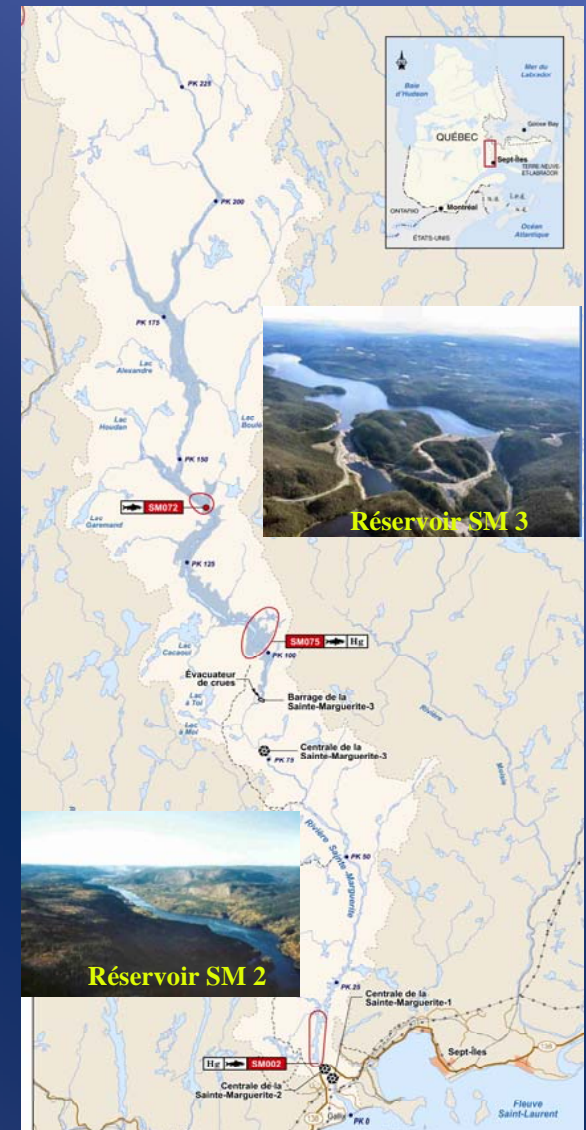 PK 225
Baie
d'Hudson
Mer du
Labrador
Goose Bay
QUÉBEC
Sept-Îles
TERRE-NEUVE
ET-LABRADOR
Montréal
ONTARIO
N.-B.
Î.-P.-É.
N.-É.
ÉTATS-UNIS
Océan
Atlantique
PK 200
PK 175
Lac
Alexandre
Lac
Houdan
Lac
Boulé
PK 150
SM072
Lac
Garemand
Réservoir SM 3
PK 125
Lac
Cacaoui
SM075
Hg
PK 100
Évacuateur
de crues
Lac
à Toi
Barrage de la
Sainte-Marguerite-3
Lac
à Moi
Rivière
Centrale de la
Sainte-Marguerite-3
PK 75
Moisie
Rivière Sainte-Marguerite
PK 50
Réservoir SM 2
PK 25
Centrale de la
Sainte-Marguerite-1
Sept-Îles
138
Hg
SM002
Centrale de la
Sainte-Marguerite-2
Gallix
138
PK 0
Fleuve
Saint-Laurent